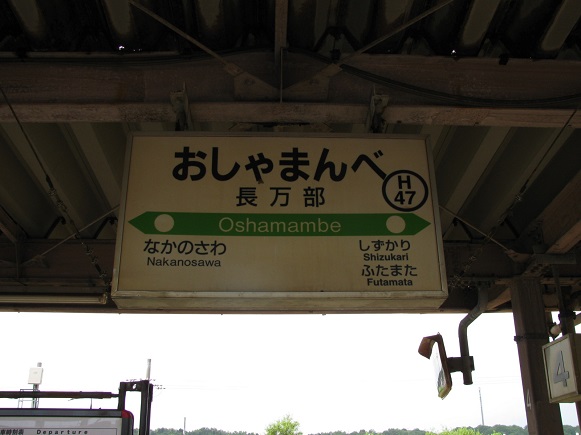 おしゃまんべ
長万部
H
47
Oshamambe
なかのさわ
Nakanosawa
しずかり
Shizukari
ふたまた
Futamata
4
Departure